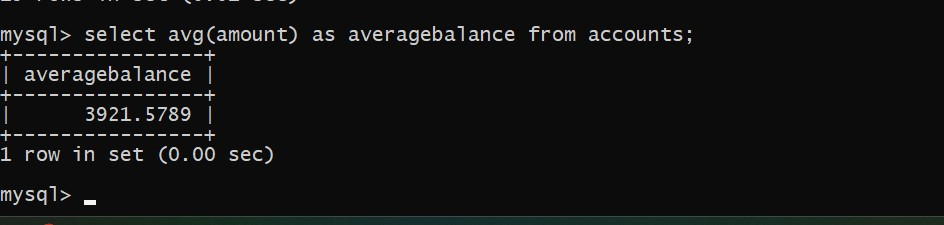 mysql> select avg(amount) as averagebalance from accounts;
+----------------+
| averagebalance |
+----------------+
|      3921.5789 |
+----------------+
1 row in set (0.00 sec)
mysql>